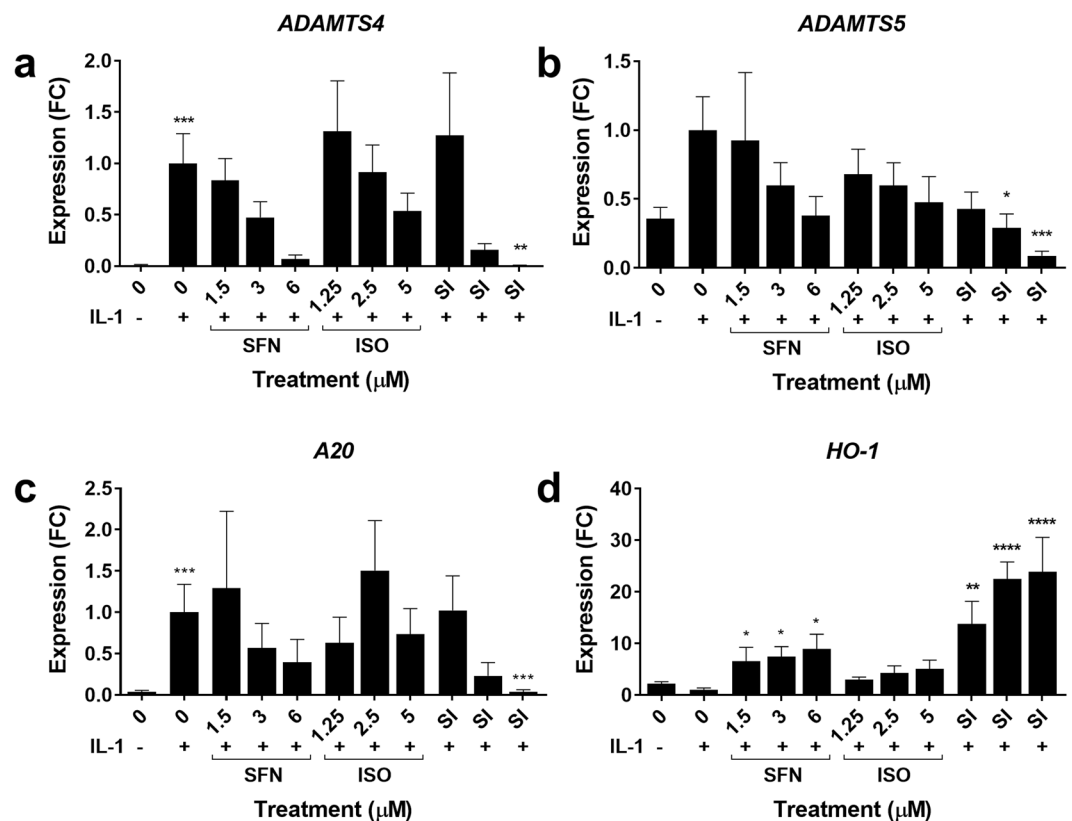 ADAMTS4
a
Expression (FC)
2.0
1.5
1.0
0.5
0.0
***
**
0 0 1.5 3 6 1.25 2.5 5 SI SI SI
IL-1 - + + + + + + + + + +
SFN ISO
Treatment (μM)
ADAMTS5
b
Expression (FC)
1.5
1.0
0.5
0.0
*
***
0 0 1.5 3 6 1.25 2.5 5 SI SI SI
IL-1 - + + + + + + + + + +
SFN ISO
Treatment (μM)
A20
c
Expression (FC)
2.5
2.0
1.5
1.0
0.5
0.0
***
***
0 0 1.5 3 6 1.25 2.5 5 SI SI SI
IL-1 - + + + + + + + + + +
SFN ISO
Treatment (μM)
HO-1
d
Expression (FC)
40
30
20
10
0
* * * ** **** ****
0 0 1.5 3 6 1.25 2.5 5 SI SI SI
IL-1 - + + + + + + + + + +
SFN ISO
Treatment (μM)